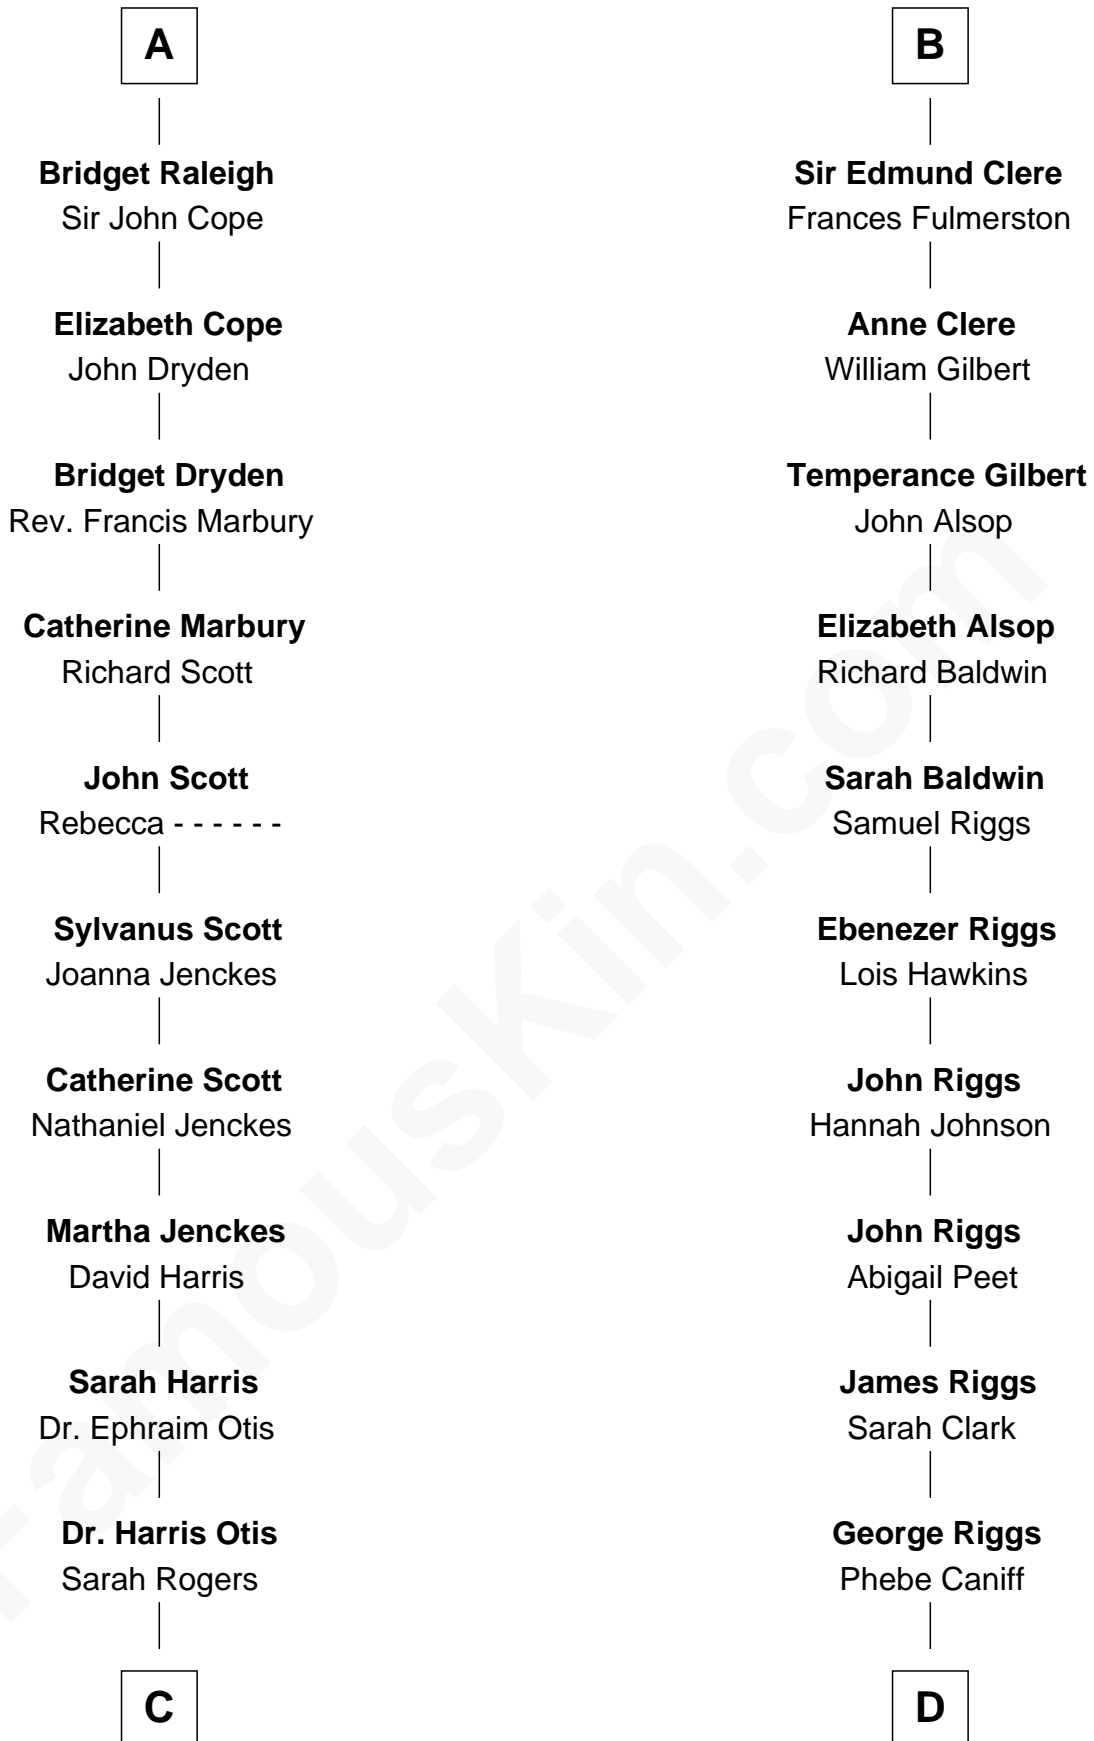 A
Bridget Raleigh
Sir John Cope
Elizabeth Cope
John Dryden
Bridget Dryden
Rev. Francis Marbury
Catherine Marbury
Richard Scott
John Scott
Rebecca - - - - - -
Sylvanus Scott
Joanna Jenckes
Catherine Scott
Nathaniel Jenckes
Martha Jenckes
David Harris
Sarah Harris
Dr. Ephraim Otis
Dr. Harris Otis
Sarah Rogers
C
B
Sir Edmund Clere
Frances Fulmerston
Anne Clere
William Gilbert
Temperance Gilbert
John Alsop
Elizabeth Alsop
Richard Baldwin
Sarah Baldwin
Samuel Riggs
Ebenezer Riggs
Lois Hawkins
John Riggs
Hannah Johnson
John Riggs
Abigail Peet
James Riggs
Sarah Clark
George Riggs
Phebe Caniff
D
FamousKin.com